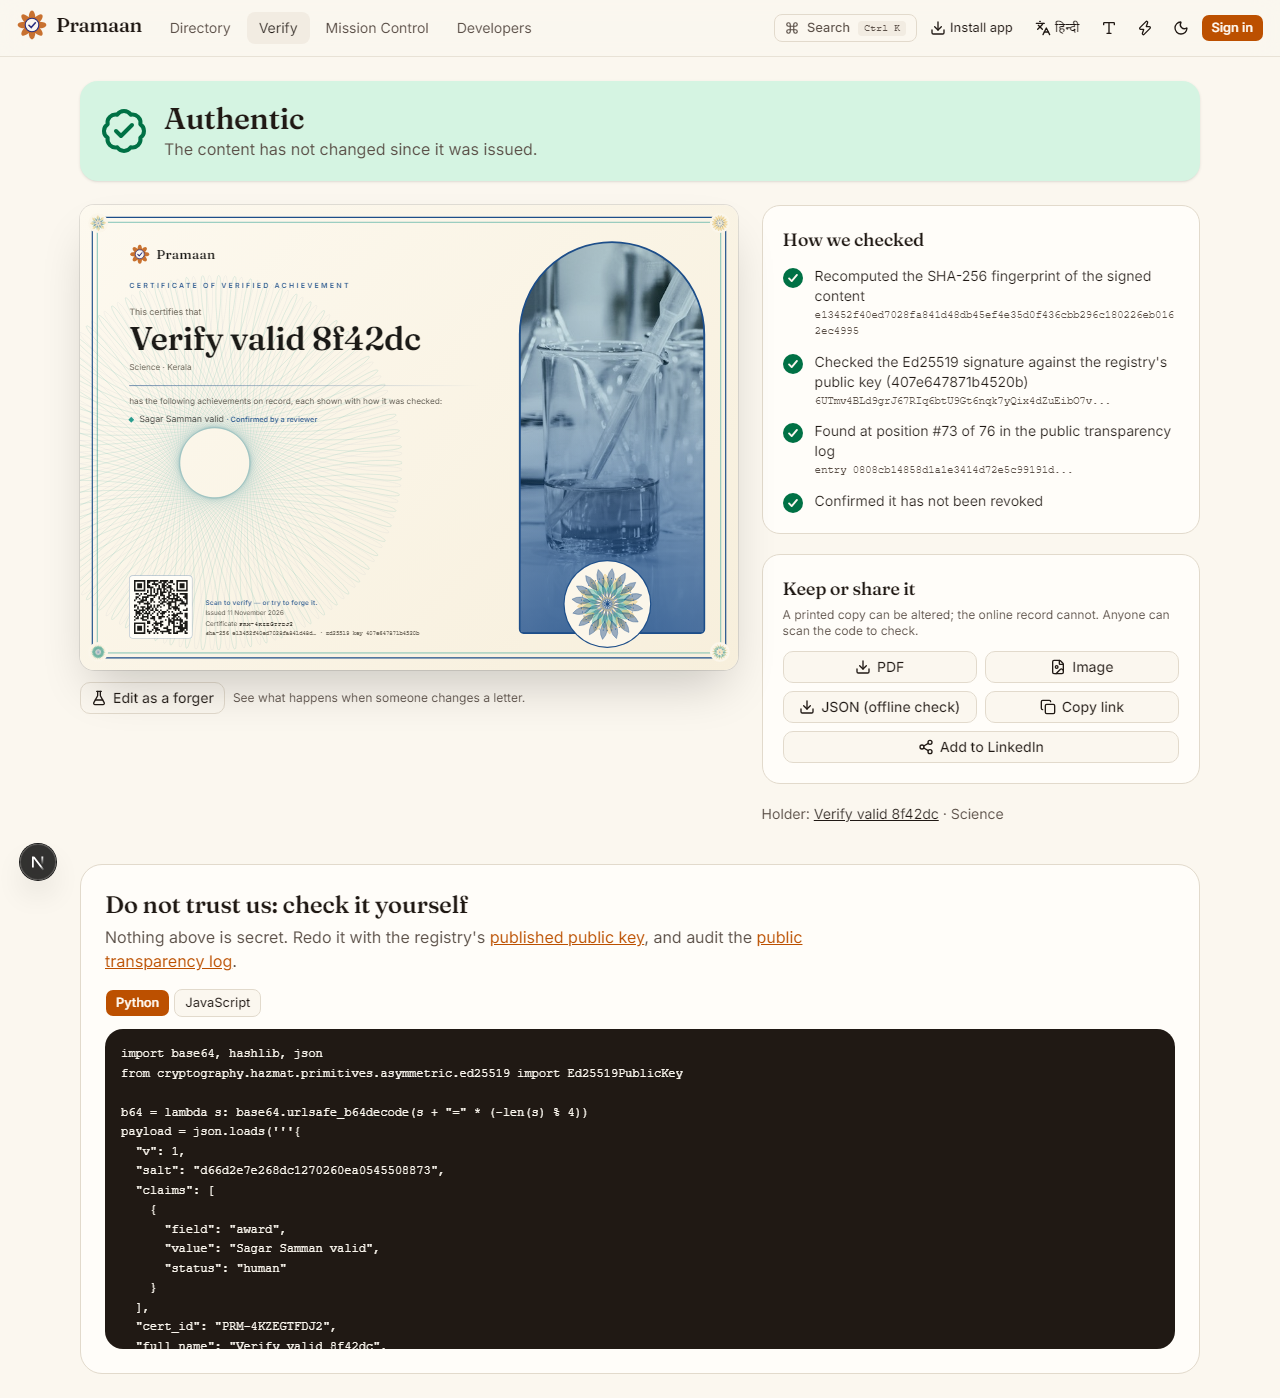 Pramaan
Directory
Verify
Mission Control
Developers
Search
Ctrl K
Install app
हिन्दी
T
Sign in
Authentic
The content has not changed since it was issued.
Pramaan
CERTIFICATE OF VERIFIED ACHIEVEMENT
This certifies that
Verify valid 8f42dc
Science · Kerala
has the following achievements on record, each shown with how it was checked:
Sagar Samman valid · Confirmed by a reviewer
Scan to verify — or try to forge it.
Issued 11 November 2026
Certificate
How we checked
Recomputed the SHA-256 fingerprint of the signed
content
e13452f40ed7028fa841d48db45ef4e35d0f436cbb296c180226eb016
2ec4995
Checked the Ed25519 signature against the registry's
public key (407e647871b4520b)
6UTmv4BLd9grJ67RIq6btU9Gt6nqk7yQix4dZuEibO7v...
Found at position #73 of 76 in the public transparency
log
entry 0808cb14858d1a1e3414d72e5c99191d...
Confirmed it has not been revoked
Keep or share it
A printed copy can be altered; the online record cannot. Anyone can
scan the code to check.
PDF
Image
JSON (offline check)
Copy link
Add to LinkedIn
Edit as a forger
See what happens when someone changes a letter.
Holder: Verify valid 8f42dc · Science
N
Do not trust us: check it yourself
Nothing above is secret. Redo it with the registry's published public key, and audit the public
transparency log.
Python
JavaScript
import base64, hashlib, json
from cryptography.hazmat.primitives.asymmetric.ed25519 import Ed25519PublicKey
b64 = lambda s: base64.urlsafe_b64decode(s + "=" * (-len(s) % 4))
payload = json.loads('''{
"v": 1,
"salt": "d66d2e7e268dc1270260ea0545508873",
"claims": [
{
"field": "award",
"value": "Sagar Samman valid",
"status": "human"
}
],
"cert_id": "PRM-4KZEGTFDJ2",
"full_name": "Verify valid 8f42dc",